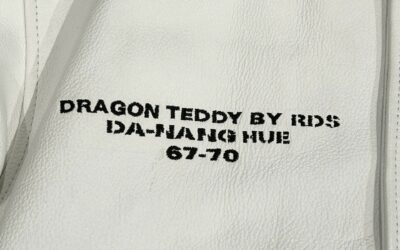 DRAGON TEDDY BY RDS
DA-NANG HUE
67-70